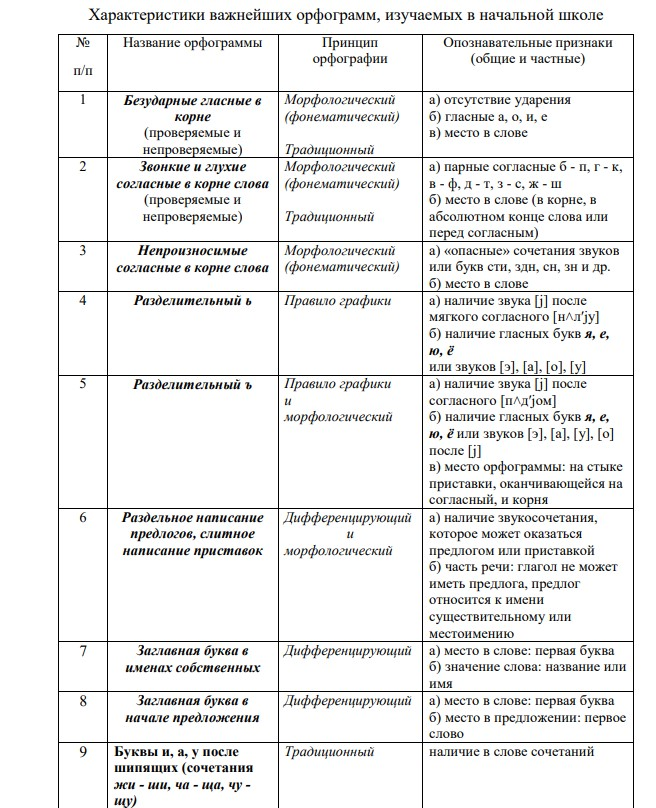 Характеристики важнейших орфограмм, изучаемых в начальной школе
№
п/п
Название орфограммы
Принцип
орфографии
Опознавательные признаки
(общие и частные)
1
Безударные гласные в
корне
(проверяемые и
непроверяемые)
Морфологический
(фонематический)
Традиционный
а) отсутствие ударения
б) гласные а, о, и, е
в) место в слове
2
Звонкие и глухие
согласные в корне слова
(проверяемые и
непроверяемые)
Морфологический
(фонематический)
Традиционный
а) парные согласные б - п, г - к,
в - ф, д - т, з - с, ж - ш
б) место в слове (в корне, в
абсолютном конце слова или
перед согласным)
3
Непроизносимые
согласные в корне слова
Морфологический
(фонематический)
а) «опасные» сочетания звуков
или букв сти, здн, сн, зн и др.
б) место в слове
4
Разделительный ь
Правило графики
а) наличие звука [j] после
мягкого согласного [н^л′jу]
б) наличие гласных букв я, е,
ю, ё
или звуков [э], [а], [о], [у]
5
Разделительный ъ
Правило графики
и
морфологический
а) наличие звука [j] после
согласного [п^д′jом]
б) наличие гласных букв я, е,
ю, ё или звуков [э], [а], [у], [о]
после [j]
в) место орфограммы: на стыке
приставки, оканчивающейся на
согласный, и корня
6
Раздельное написание
предлогов, слитное
написание приставок
Дифференцирующий
и
морфологический
а) наличие звукосочетания,
которое может оказаться
предлогом или приставкой
б) часть речи: глагол не может
иметь предлога, предлог
относится к имени
существительному или
местоимению
7
Заглавная буква в
именах собственных
Дифференцирующий
а) место в слове: первая буква
б) значение слова: название или
имя
8
Заглавная буква в
начале предложения
Дифференцирующий
а) место в слове: первая буква
б) место в предложении: первое
слово
9
Буквы и, а, у после
шипящих (сочетания
жи - ши, ча - ща, чу -
щу)
Традиционный
наличие в слове сочетаний